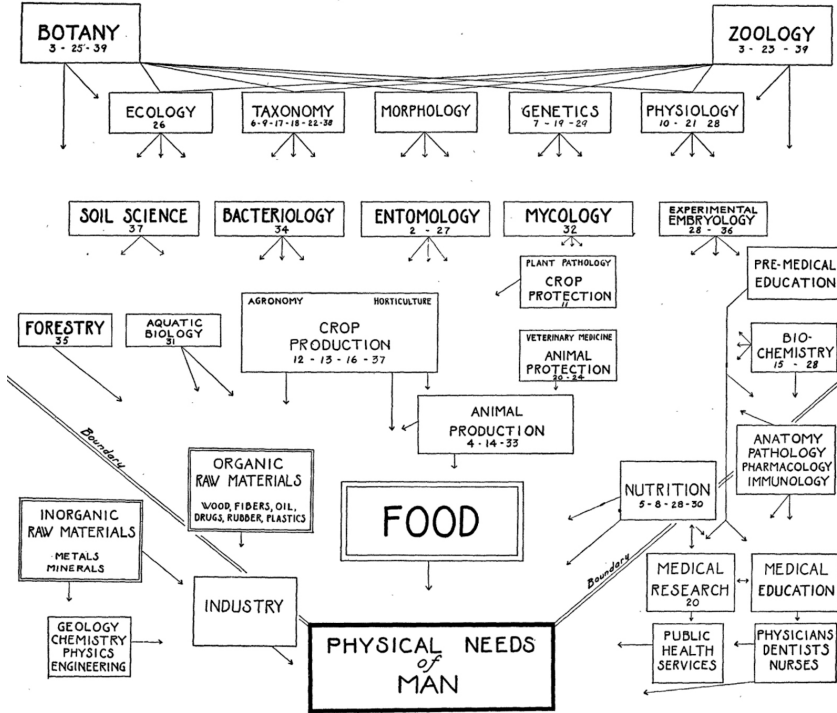 BOTANY
3 - 25 - 39
ZOOLOGY
3 - 23 - 39
ECOLOGY
26
TAXONOMY
6-9-17-18-22-38
MORPHOLOGY
GENETICS
7 - 19 - 29
PHYSIOLOGY
10 - 21 28
SOIL SCIENCE
37
BACTERIOLOGY
34
ENTOMOLOGY
2 - 27
MYCOLOGY
32
EXPERIMENTAL
EMBRYOLOGY
28 - 36
PLANT PATHOLOGY
CROP
PROTECTION
11
PRE-MEDICAL
EDUCATION
FORESTRY
35
AQUATIC
BIOLOGY
31
AGRONOMY HORTICULTURE
CROP
PRODUCTION
12 - 13 - 16 - 37
VETERINARY MEDICINE
ANIMAL
PROTECTION
20-24
BIO-
CHEMISTRY
15 - 28
ANIMAL
PRODUCTION
4 - 14 - 33
Boundary
ORGANIC
RAW MATERIALS
WOOD, FIBERS, OIL,
DRUGS, RUBBER, PLASTICS
FOOD
NUTRITION
5 - 8 - 28 - 30
ANATOMY
PATHOLOGY
PHARMACOLOGY
IMMUNOLOGY
INORGANIC
RAW MATERIALS
METALS
MINERALS
Boundary
INDUSTRY
MEDICAL
RESEARCH
20
MEDICAL
EDUCATION
GEOLOGY
CHEMISTRY
PHYSICS
ENGINEERING
PHYSICAL NEEDS
of
MAN
PUBLIC
HEALTH
SERVICES
PHYSICIANS
DENTISTS
NURSES